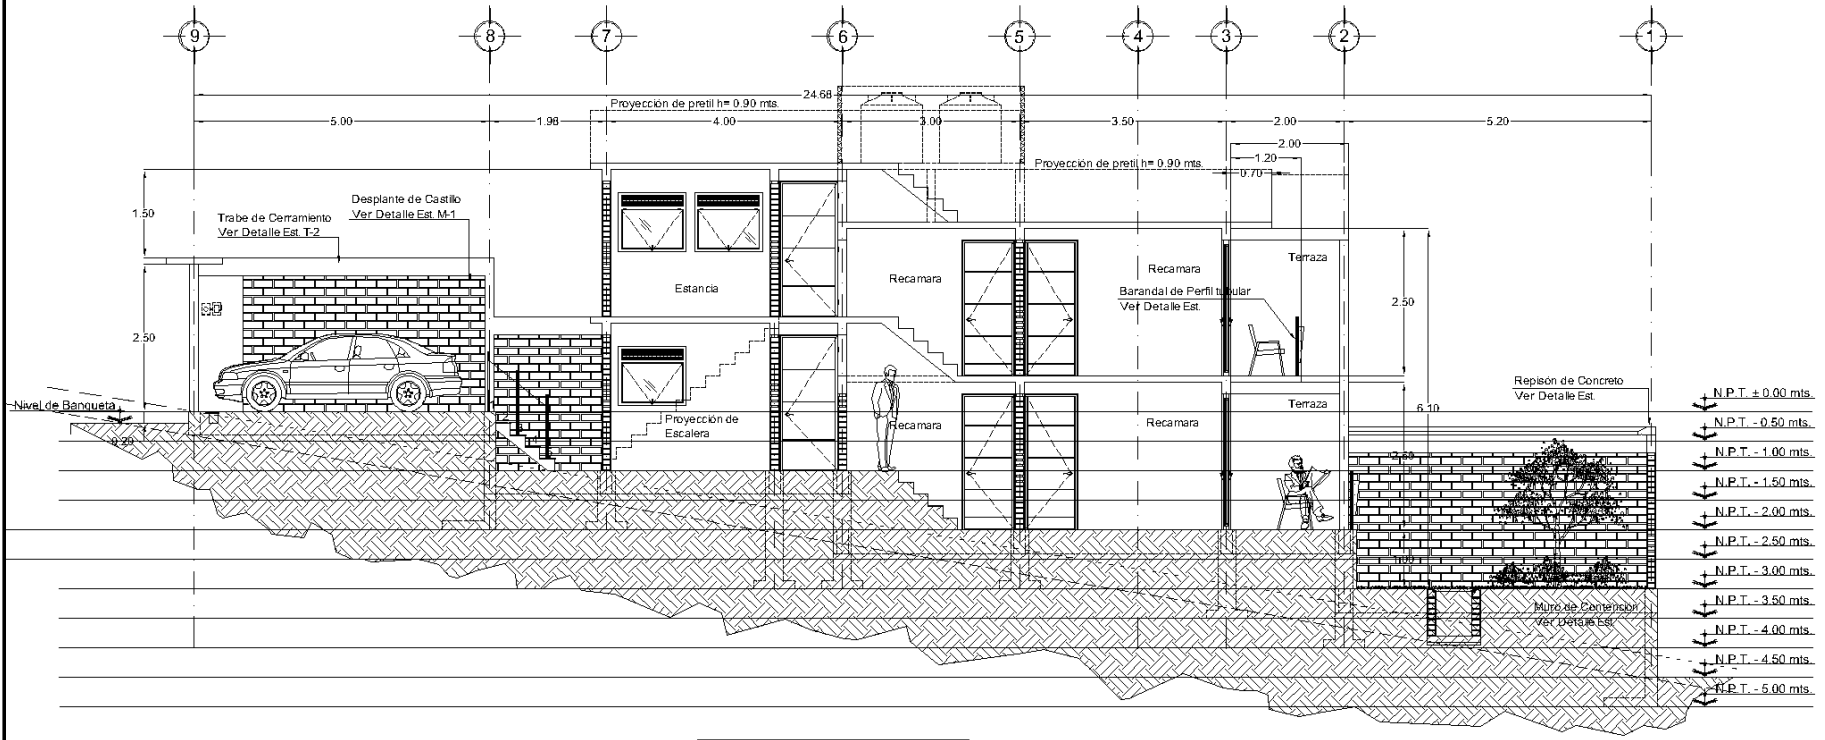 9 8 7 6 5 4 3 2 1
24.68
Proyección de pretil h= 0.90 mts.
5.00 1.98 4.00 3.00 3.50 2.00 5.20
2.00
1.20
0.70
Proyección de pretil h= 0.90 mts.
1.50
Desplante de Castillo
Ver Detalle Est. M-1
Trabe de Cerramiento
Ver Detalle Est. T-2
Estancia
Recamara
Recamara
Terraza
Barandal de Perfil tubular
Ver Detalle Est.
2.50
2.50
Repisón de Concreto
Ver Detalle Est.
Nivel de Banqueta
0.20
Proyección de
Escalera
Recamara
Recamara
Terraza
6.10
1.00
Muro de Contención
Ver Detalle Est.
N.P.T. ± 0.00 mts.
N.P.T. - 0.50 mts.
N.P.T. - 1.00 mts.
N.P.T. - 1.50 mts.
N.P.T. - 2.00 mts.
N.P.T. - 2.50 mts.
N.P.T. - 3.00 mts.
N.P.T. - 3.50 mts.
N.P.T. - 4.00 mts.
N.P.T. - 4.50 mts.
N.P.T. - 5.00 mts.